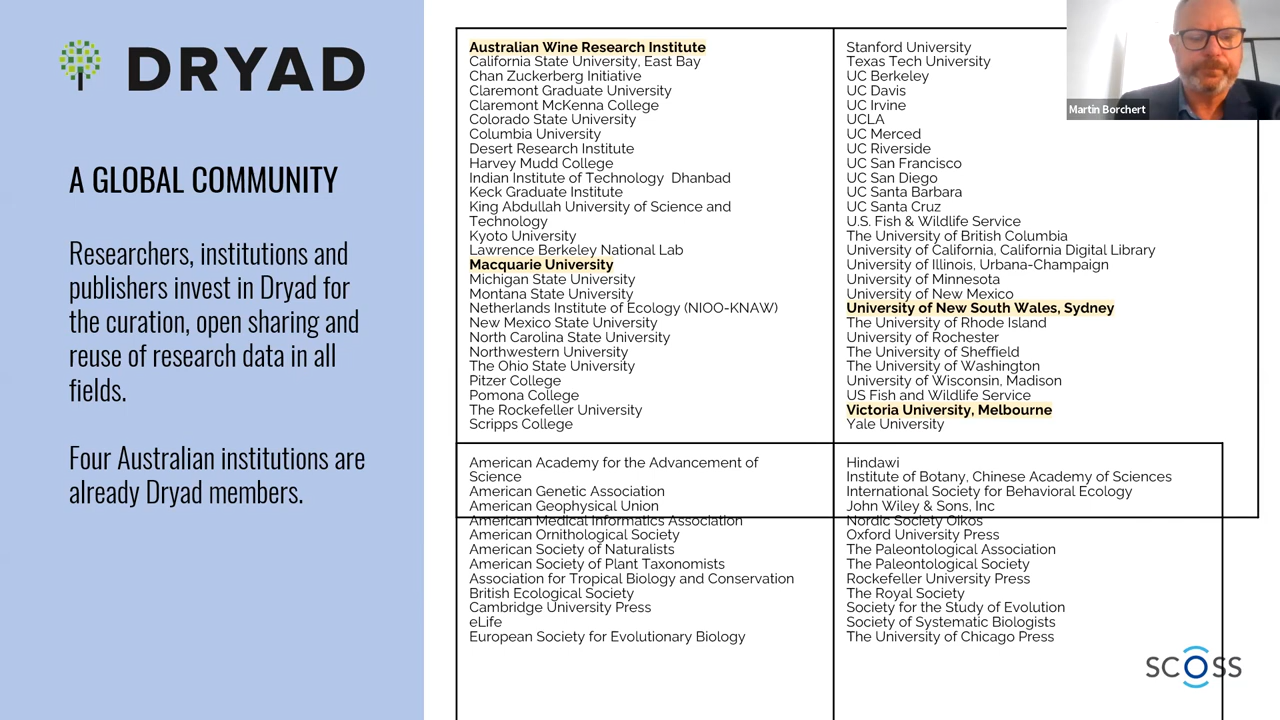 DRYAD
A GLOBAL COMMUNITY
Researchers, institutions and
publishers invest in Dryad for
the curation, open sharing and
reuse of research data in all
fields.
Four Australian institutions are
already Dryad members.
Australian Wine Research Institute
California State University, East Bay
Chan Zuckerberg Initiative
Claremont Graduate University
Claremont McKenna College
Colorado State University
Columbia University
Desert Research Institute
Harvey Mudd College
Indian Institute of Technology Dhanbad
Keck Graduate Institute
King Abdullah University of Science and
Technology
Kyoto University
Lawrence Berkeley National Lab
Macquarie University
Michigan State University
Montana State University
Netherlands Institute of Ecology (NIOO-KNAW)
New Mexico State University
North Carolina State University
Northwestern University
The Ohio State University
Pitzer College
Pomona College
The Rockefeller University
Scripps College
Stanford University
Texas Tech University
UC Berkeley
UC Davis
UC Irvine
UCLA
UC Merced
UC Riverside
UC San Francisco
UC San Diego
UC Santa Barbara
UC Santa Cruz
U.S. Fish & Wildlife Service
The University of British Columbia
University of California, California Digital Library
University of Illinois, Urbana-Champaign
University of Minnesota
University of New Mexico
University of New South Wales, Sydney
The University of Rhode Island
University of Rochester
The University of Sheffield
The University of Washington
University of Wisconsin, Madison
US Fish and Wildlife Service
Victoria University, Melbourne
Yale University
American Academy for the Advancement of
Science
American Genetic Association
American Geophysical Union
American Medical Informatics Association
American Ornithological Society
American Society of Naturalists
American Society of Plant Taxonomists
Association for Tropical Biology and Conservation
British Ecological Society
Cambridge University Press
eLife
European Society for Evolutionary Biology
Hindawi
Institute of Botany, Chinese Academy of Sciences
International Society for Behavioral Ecology
John Wiley & Sons, Inc
Nordic Society Oikos
Oxford University Press
The Paleontological Association
The Paleontological Society
Rockefeller University Press
The Royal Society
Society for the Study of Evolution
Society of Systematic Biologists
The University of Chicago Press
Martin Borchert
SCOSS